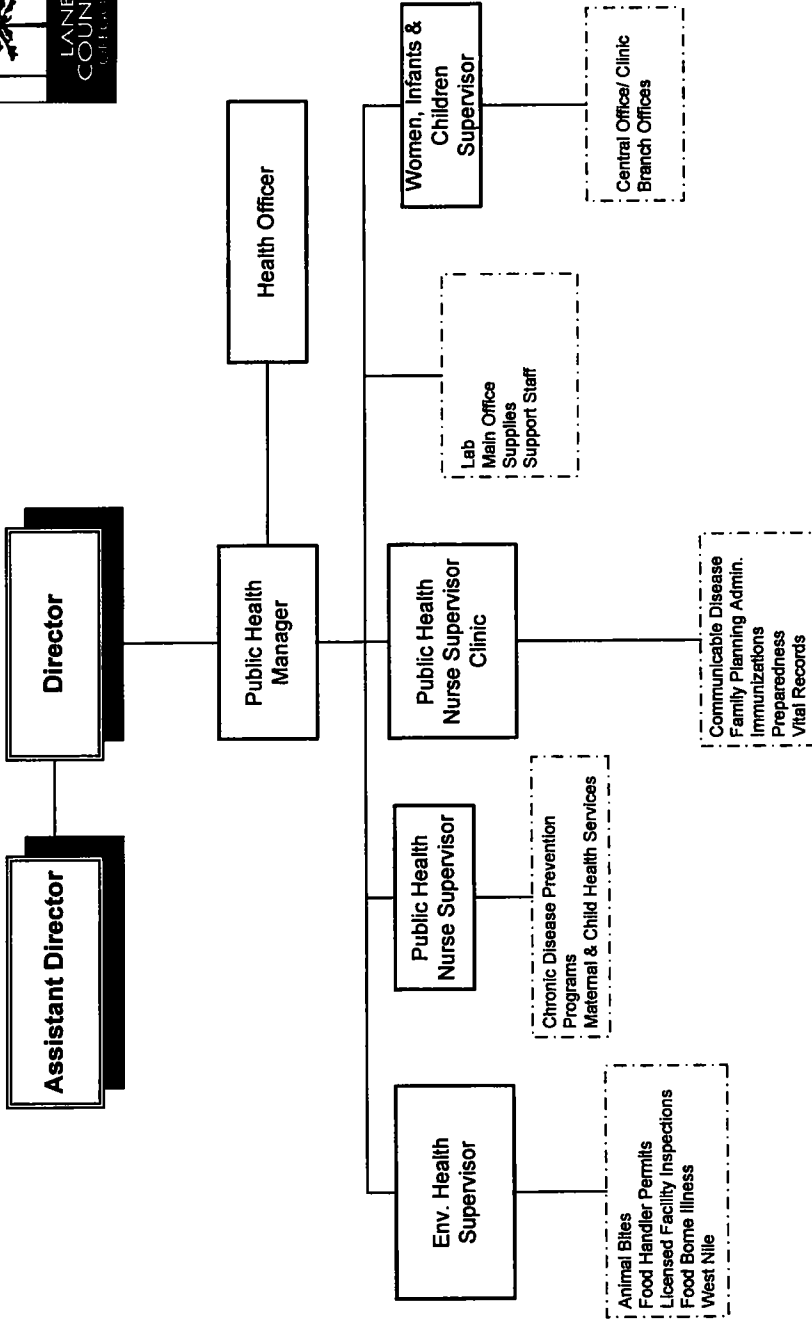 LANE
COUN
Assistant Director
Director
Public Health
Manager
Health Officer
Env. Health
Supervisor
Public Health
Nurse Supervisor
Public Health
Nurse Supervisor
Clinic
Women, Infants &
Children
Supervisor
Animal Bites
Food Handler Permits
Licensed Facility Inspections
Food Borne Illness
West Nile
Chronic Disease Prevention
Programs
Maternal & Child Health Services
Communicable Disease
Family Planning Admin.
Immunizations
Preparedness
Vital Records
Lab
Main Office
Supplies
Support Staff
Central Office/ Clinic
Branch Offices